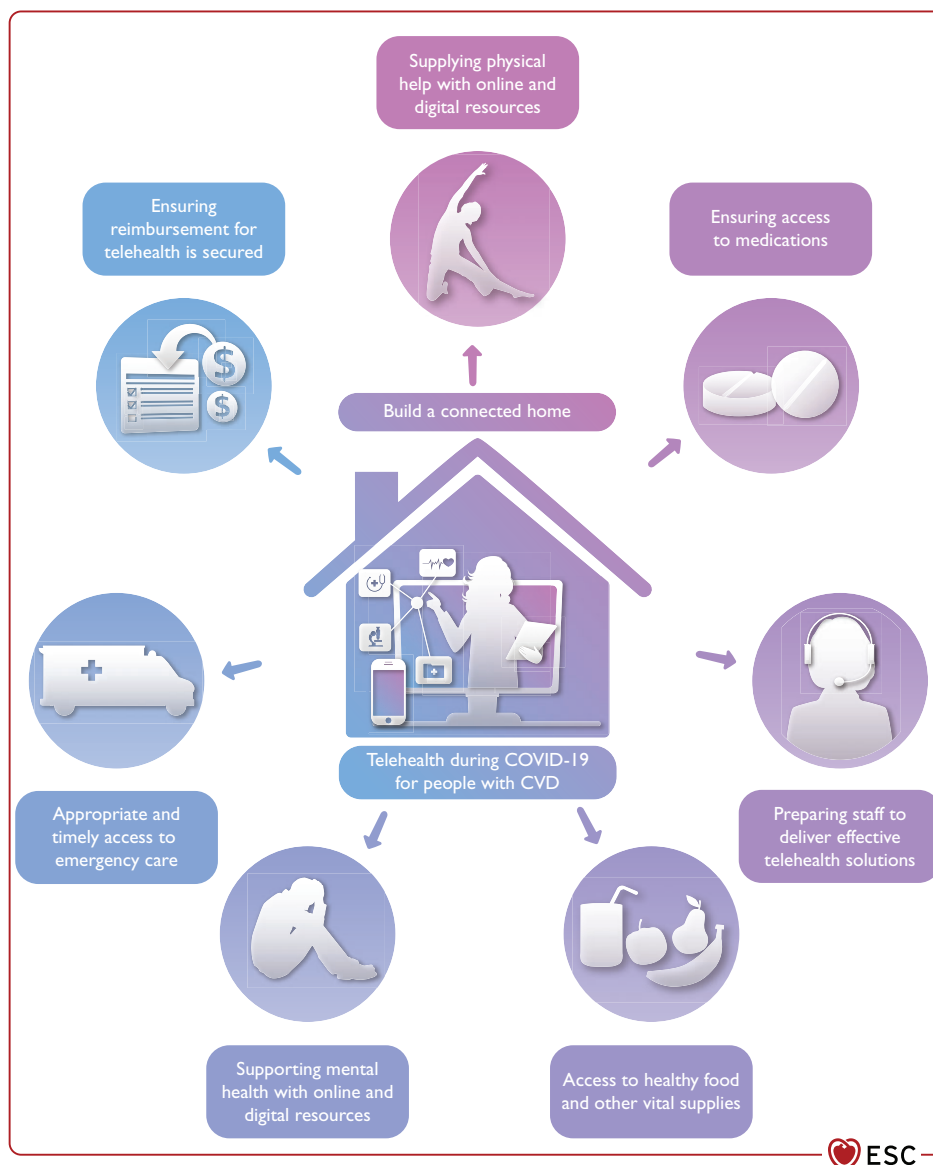 Supplying physical
help with online and
digital resources
Ensuring
reimbursement for
telehealth is secured
Ensuring access
to medications
$
$
Build a connected home
Telehealth during COVID-19
for people with CVD
Appropriate and
timely access to
emergency care
Preparing staff to
deliver effective
telehealth solutions
Supporting mental
health with online and
digital resources
Access to healthy food
and other vital supplies
ESC